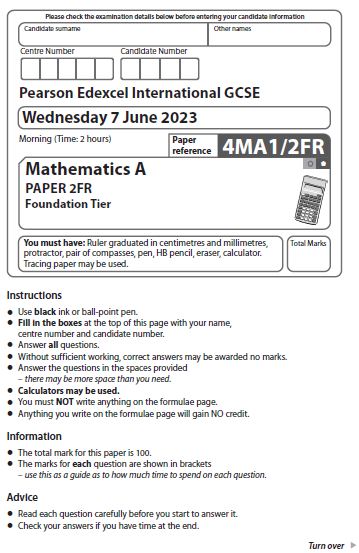 Please check the examination details below before entering your candidate information
Candidate surname
Other names
Centre Number
Candidate Number
Pearson Edexcel International GCSE
Wednesday 7 June 2023
Morning (Time: 2 hours)
Paper reference
4MA1/2FR
Mathematics A
PAPER 2FR
Foundation Tier
You must have: Ruler graduated in centimetres and millimetres,
protractor, pair of compasses, pen, HB pencil, eraser, calculator.
Tracing paper may be used.
Total Marks
Instructions
● Use black ink or ball-point pen.
● Fill in the boxes at the top of this page with your name,
centre number and candidate number.
● Answer all questions.
● Without sufficient working, correct answers may be awarded no marks.
● Answer the questions in the spaces provided
– there may be more space than you need.
● Calculators may be used.
● You must NOT write anything on the formulae page.
● Anything you write on the formulae page will gain NO credit.
Information
● The total mark for this paper is 100.
● The marks for each question are shown in brackets
– use this as a guide as to how much time to spend on each question.
Advice
● Read each question carefully before you start to answer it.
● Check your answers if you have time at the end.
Turn over